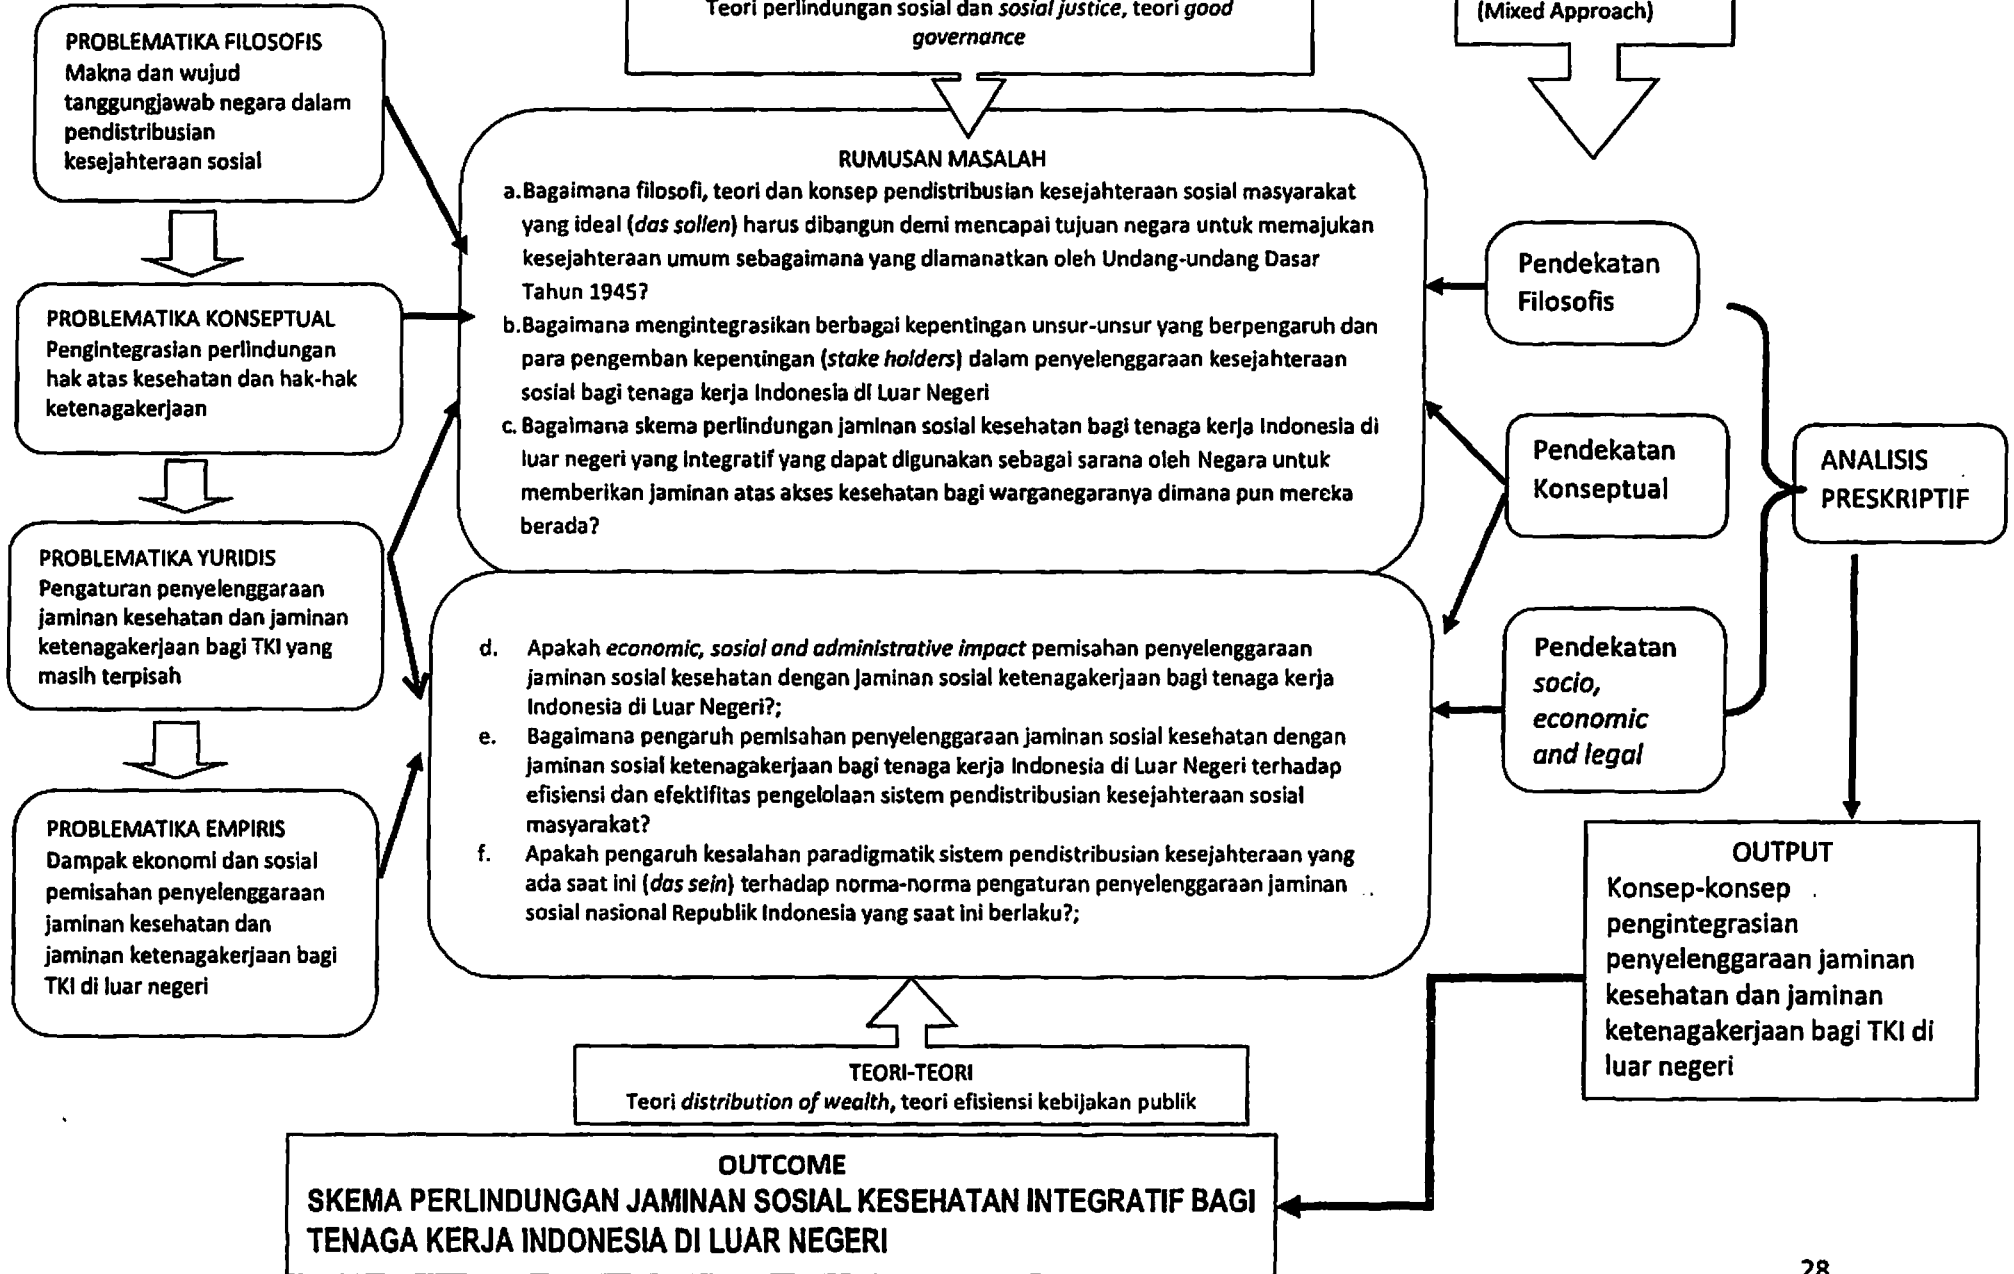 Teori perlindungan sosial dan sosial justice, teori good
governance
(Mixed Approach)
PROBLEMATIKA FILOSOFIS
Makna dan wujud
tanggungjawab negara dalam
pendistribusian
kesejahteraan sosial
PROBLEMATIKA KONSEPTUAL
Pengintegrasian perlindungan
hak atas kesehatan dan hak-hak
ketenagakerjaan
PROBLEMATIKA YURIDIS
Pengaturan penyelenggaraan
jaminan kesehatan dan jaminan
ketenagakerjaan bagi TKI yang
masih terpisah
PROBLEMATIKA EMPIRIS
Dampak ekonomi dan sosial
pemisahan penyelenggaraan
jaminan kesehatan dan
jaminan ketenagakerjaan bagi
TKI di luar negeri
RUMUSAN MASALAH
a. Bagaimana filosofi, teori dan konsep pendistribusian kesejahteraan sosial masyarakat
yang ideal (das sollen) harus dibangun demi mencapai tujuan negara untuk memajukan
kesejahteraan umum sebagaimana yang diamanatkan oleh Undang-undang Dasar
Tahun 1945?
b. Bagaimana mengintegrasikan berbagai kepentingan unsur-unsur yang berpengaruh dan
para pengemban kepentingan (stake holders) dalam penyelenggaraan kesejahteraan
sosial bagi tenaga kerja Indonesia di Luar Negeri
c. Bagaimana skema perlindungan jaminan sosial kesehatan bagi tenaga kerja Indonesia di
luar negeri yang integratif yang dapat digunakan sebagai sarana oleh Negara untuk
memberikan jaminan atas akses kesehatan bagi warganegaranya dimana pun mereka
berada?
d. Apakah economic, sosial and administrative impact pemisahan penyelenggaraan
jaminan sosial kesehatan dengan jaminan sosial ketenagakerjaan bagi tenaga kerja
Indonesia di Luar Negeri?;
e. Bagaimana pengaruh pemisahan penyelenggaraan jaminan sosial kesehatan dengan
jaminan sosial ketenagakerjaan bagi tenaga kerja Indonesia di Luar Negeri terhadap
efisiensi dan efektifitas pengelolaan sistem pendistribusian kesejahteraan sosial
masyarakat?
f. Apakah pengaruh kesalahan paradigmatik sistem pendistribusian kesejahteraan yang
ada saat ini (das sein) terhadap norma-norma pengaturan penyelenggaraan jaminan
sosial nasional Republik Indonesia yang saat ini berlaku?;
Pendekatan
Filosofis
Pendekatan
Konseptual
Pendekatan
socio,
economic
and legal
ANALISIS
PRESKRIPTIF
OUTPUT
Konsep-konsep
pengintegrasian
penyelenggaraan jaminan
kesehatan dan jaminan
ketenagakerjaan bagi TKI di
luar negeri
TEORI-TEORI
Teori distribution of wealth, teori efisiensi kebijakan publik
OUTCOME
SKEMA PERLINDUNGAN JAMINAN SOSIAL KESEHATAN INTEGRATIF BAGI
TENAGA KERJA INDONESIA DI LUAR NEGERI
28